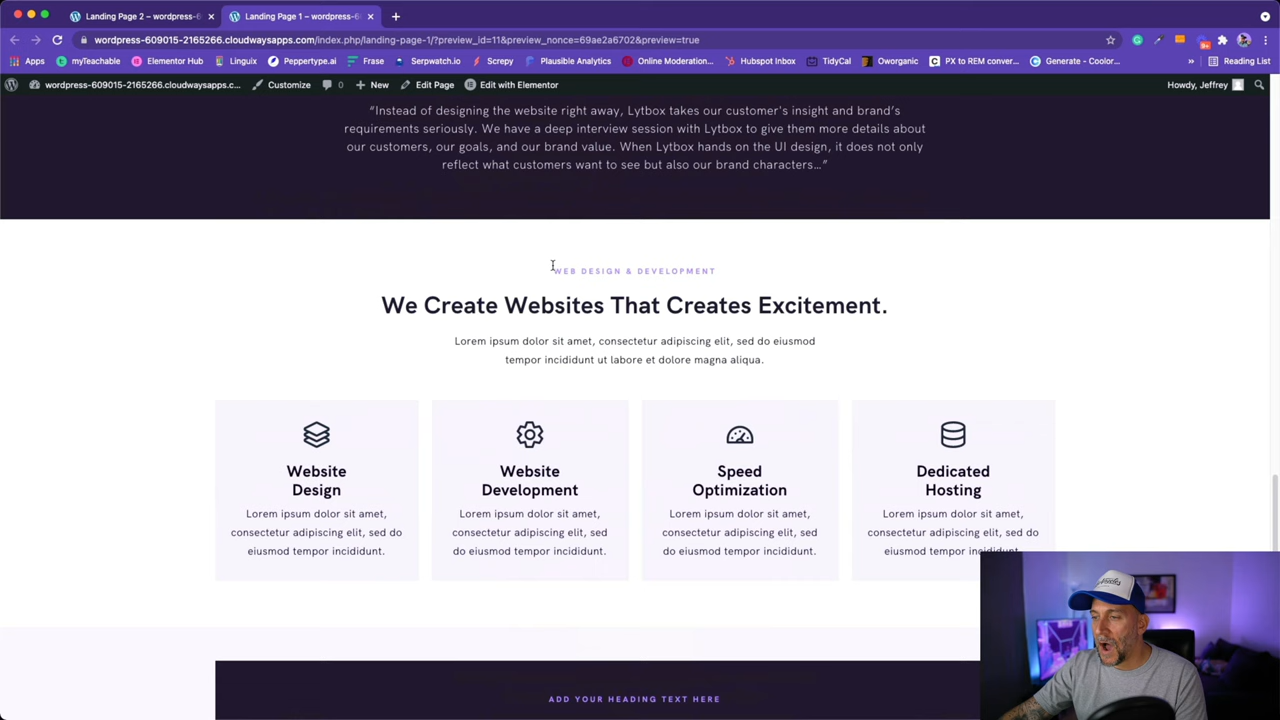 Landing Page 2 – wordpress-6
Landing Page 1 – wordpress-6
wordpress-609015-2165266.cloudwaysapps.com/index.php/landing-page-1/?preview_id=11&preview_nonce=69ae2a6702&preview=true
Apps myTeachable Elementor Hub Linguix Peppertype.ai Frase Serpwatch.io Screpy Plausible Analytics Online Moderation... Hubspot Inbox TidyCal Oworganic PX to REM conver... Generate - Coolor... Reading List
wordpress-609015-2165266.cloudwaysapps.c... Customize 0 New Edit Page Edit with Elementor Howdy, Jeffrey
“Instead of designing the website right away, Lytbox takes our customer's insight and brand’s
requirements seriously. We have a deep interview session with Lytbox to give them more details about
our customers, our goals, and our brand value. When Lytbox hands on the UI design, it does not only
reflect what customers want to see but also our brand characters…”
WEB DESIGN & DEVELOPMENT
We Create Websites That Creates Excitement.
Lorem ipsum dolor sit amet, consectetur adipiscing elit, sed do eiusmod
tempor incididunt ut labore et dolore magna aliqua.
Website
Design
Lorem ipsum dolor sit amet,
consectetur adipiscing elit, sed do
eiusmod tempor incididunt.
Website
Development
Lorem ipsum dolor sit amet,
consectetur adipiscing elit, sed
do eiusmod tempor incididunt.
Speed
Optimization
Lorem ipsum dolor sit amet,
consectetur adipiscing elit, sed
do eiusmod tempor incididunt.
Dedicated
Hosting
Lorem ipsum dolor sit amet,
consectetur adipiscing elit, sed do
eiusmod tempor incididunt.
ADD YOUR HEADING TEXT HERE